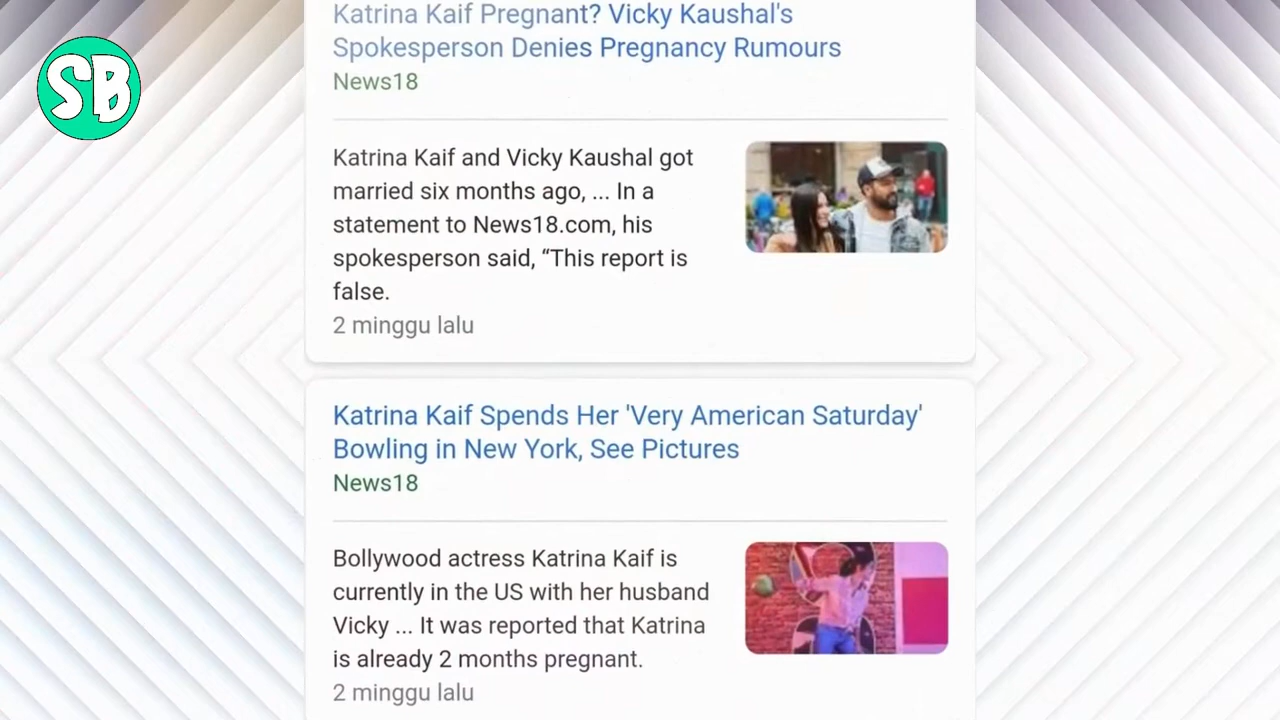 SB
Katrina Kaif Pregnant? Vicky Kaushal's
Spokesperson Denies Pregnancy Rumours
News18
Katrina Kaif and Vicky Kaushal got
married six months ago, ... In a
statement to News18.com, his
spokesperson said, “This report is
false.
2 minggu lalu
Katrina Kaif Spends Her 'Very American Saturday'
Bowling in New York, See Pictures
News18
Bollywood actress Katrina Kaif is
currently in the US with her husband
Vicky ... It was reported that Katrina
is already 2 months pregnant.
2 minggu lalu